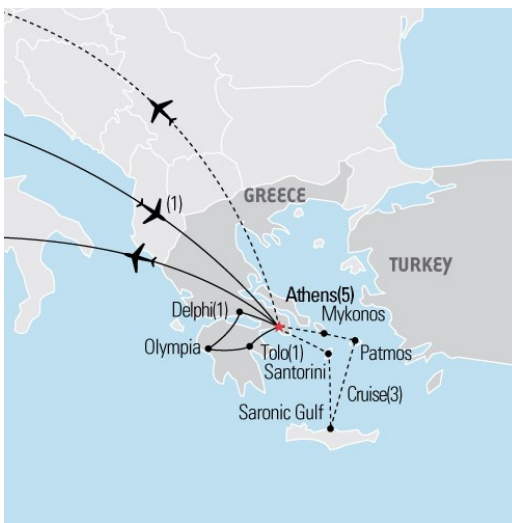 (1)
GREECE
TURKEY
Athens(5)
Mykonos
Delphi(1)
Olympia
Tolo(1)
Patmos
Santorini
Cruise(3)
Saronic Gulf